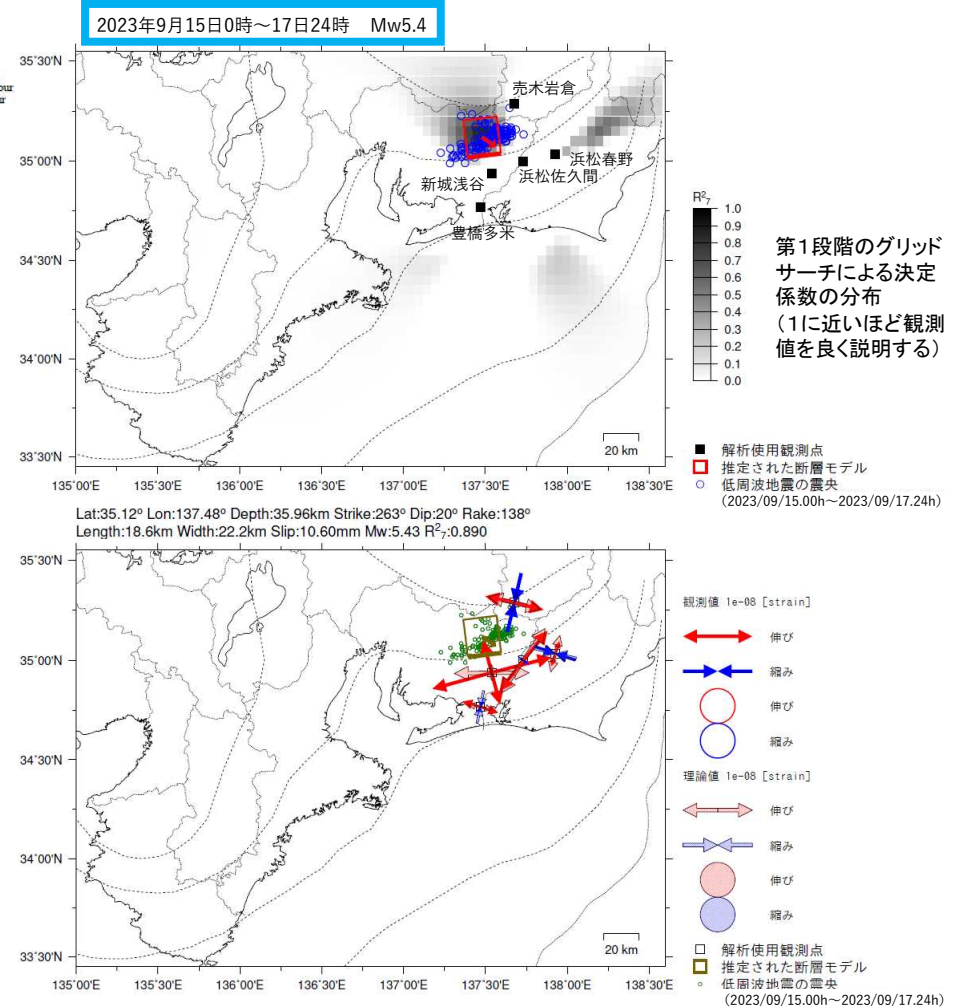 2023年9月15日0時～17日24時　Mw5.4
35°30'N
35°00'N
34°30'N
34°00'N
33°30'N
135°00'E
135°30'E
136°00'E
136°30'E
137°00'E
137°30'E
138°00'E
138°30'E
売木岩倉
浜松春野
浜松佐久間
新城浅谷
豊橋多米
20 km
R²₇
1.0
0.9
0.8
0.7
0.6
0.5
0.4
0.3
0.2
0.1
0.0
第1段階のグリッド
サーチによる決定
係数の分布
(1に近いほど観測
値を良く説明する)
解析使用観測点
推定された断層モデル
低周波地震の震央
(2023/09/15.00h～2023/09/17.24h)
Lat:35.12° Lon:137.48° Depth:35.96km Strike:263° Dip:20° Rake:138°
Length:18.6km Width:22.2km Slip:10.60mm Mw:5.43 R²₇:0.890
35°30'N
35°00'N
34°30'N
34°00'N
33°30'N
135°00'E
135°30'E
136°00'E
136°30'E
137°00'E
137°30'E
138°00'E
138°30'E
20 km
観測値 1e-08 [strain]
伸び
縮み
伸び
縮み
理論値 1e-08 [strain]
伸び
縮み
伸び
縮み
解析使用観測点
推定された断層モデル
低周波地震の震央
(2023/09/15.00h～2023/09/17.24h)